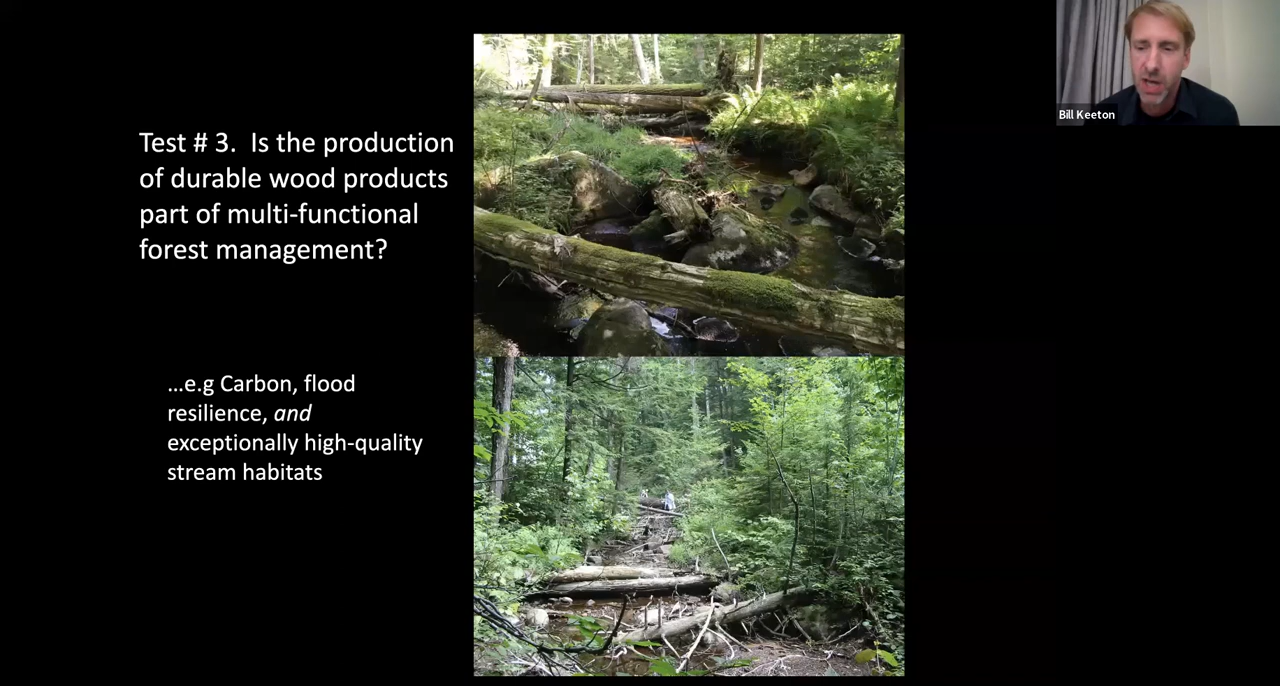 Test # 3.  Is the production
of durable wood products
part of multi-functional
forest management?
…e.g Carbon, flood
resilience, and
exceptionally high-quality
stream habitats
Bill Keeton